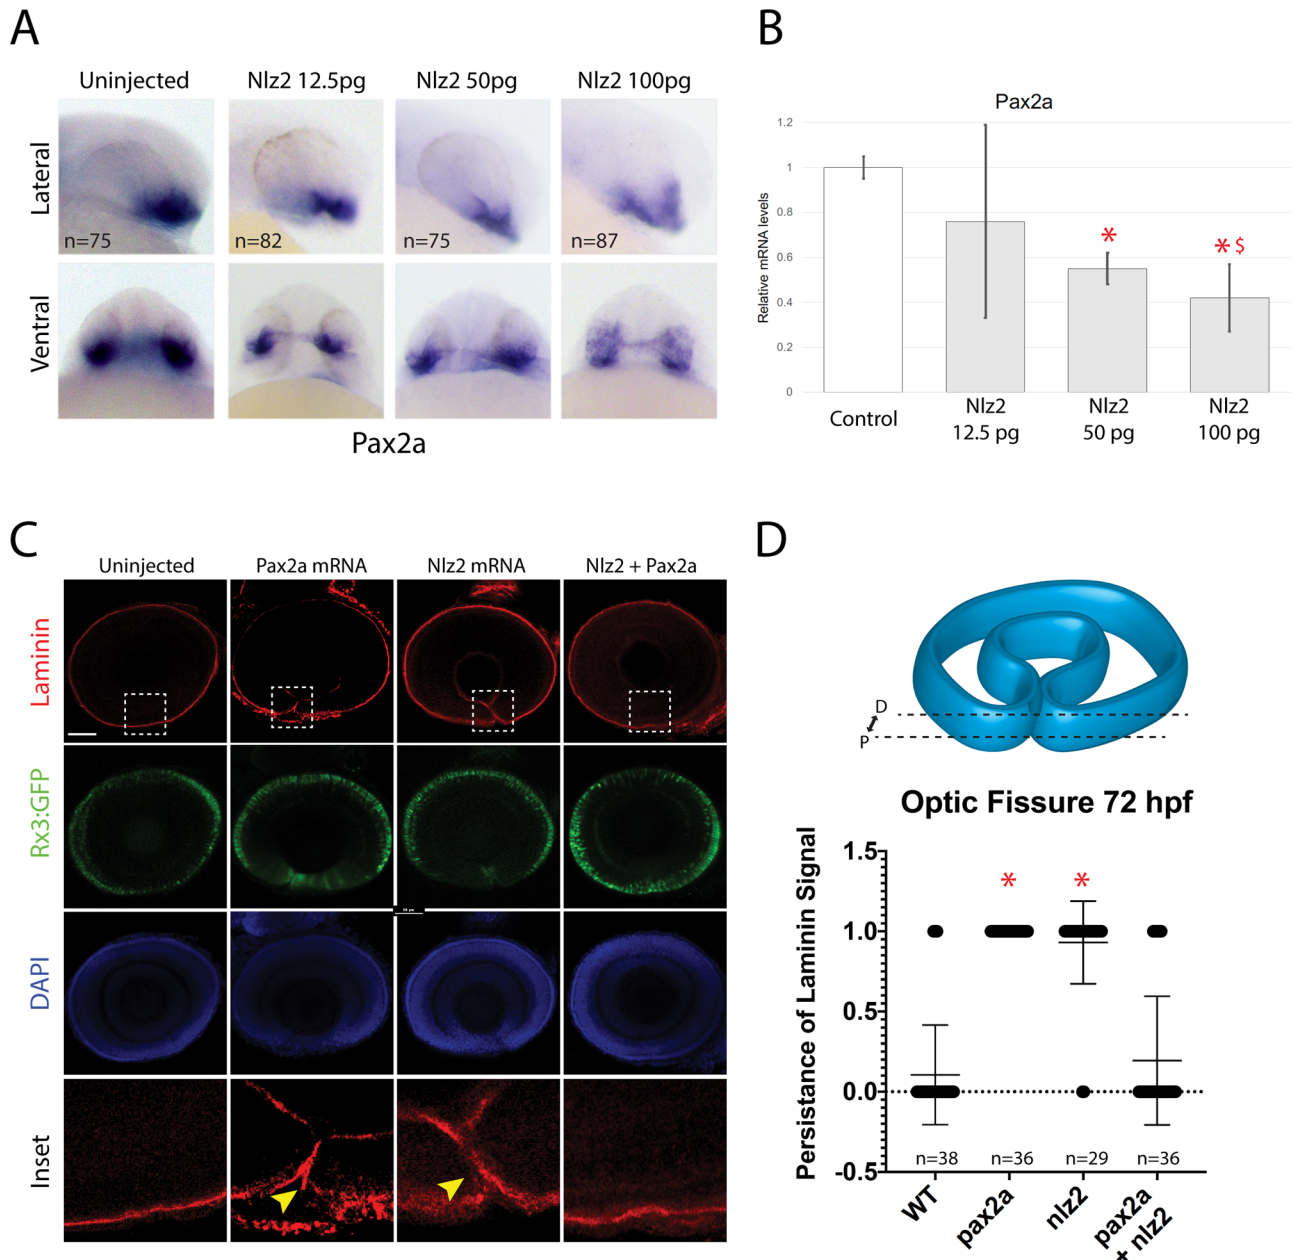 A
Uninjected
Nlz2 12.5pg
Nlz2 50pg
Nlz2 100pg
Lateral
n=75
n=82
n=75
n=87
Ventral
Pax2a
B
Pax2a
Relative mRNA levels
1.2
1
0.8
0.6
0.4
0.2
0
*
* $
Control
Nlz2
12.5 pg
Nlz2
50 pg
Nlz2
100 pg
C
Uninjected
Pax2a mRNA
Nlz2 mRNA
Nlz2 + Pax2a
Laminin
Rx3:GFP
DAPI
Inset
D
D
P
Optic Fissure 72 hpf
Persistance of Laminin Signal
1.5
1.0
0.5
0.0
-0.5
*
*
n=38
n=36
n=29
n=36
WT
pax2a
nlz2
pax2a
+ nlz2